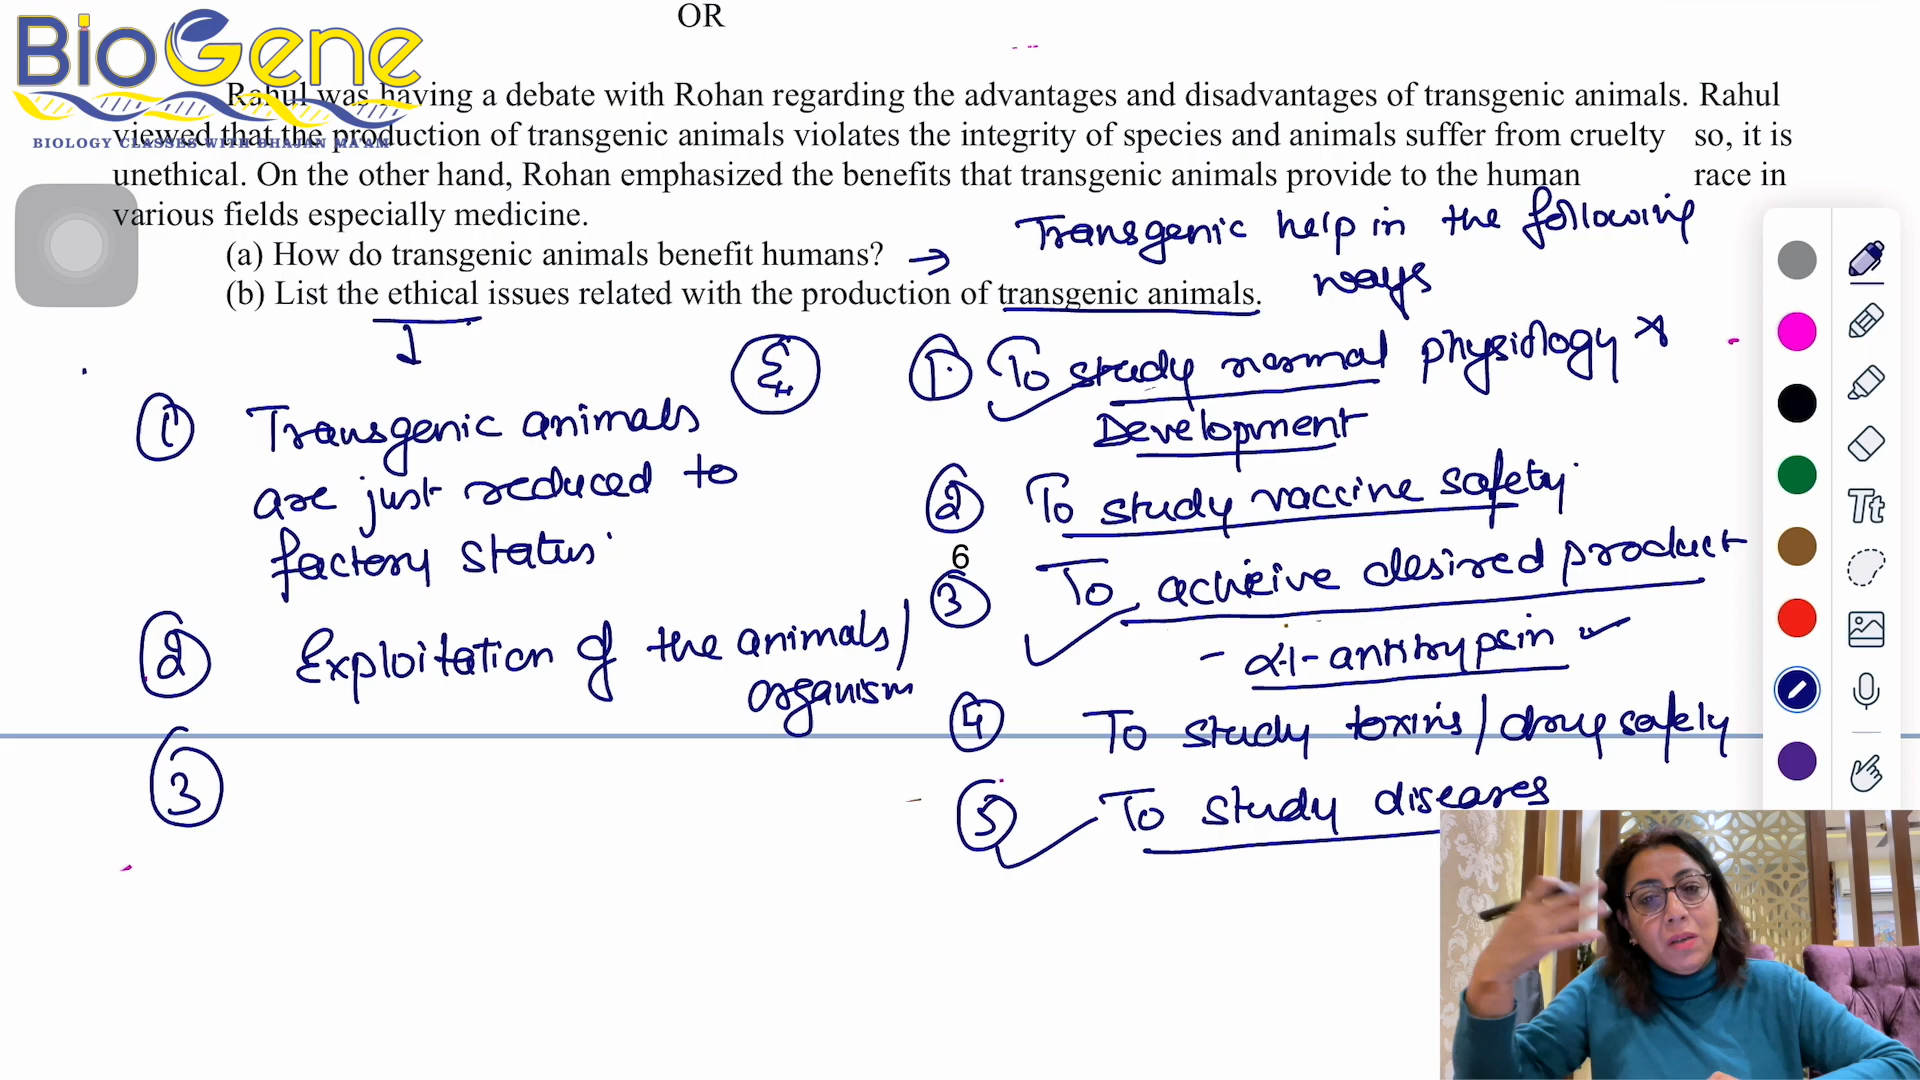 OR
BioGene
BIOLOGY CLASSES WITH BHAJAN MA'AM
Rahul was having a debate with Rohan regarding the advantages and disadvantages of transgenic animals. Rahul
viewed that the production of transgenic animals violates the integrity of species and animals suffer from cruelty so, it is
unethical. On the other hand, Rohan emphasized the benefits that transgenic animals provide to the human race in
various fields especially medicine.
(a) How do transgenic animals benefit humans? →
(b) List the ethical issues related with the production of transgenic animals.
Transgenic help in the following
ways
① Transgenic animals
are just reduced to
factory status
② Exploitation of the animals/
organism
③
① To study normal physiology &
Development
② To study vaccine safety
6
③ To acheive desired product
- α-1-antitrypsin
④ To study toxins/drug safely
⑤ To study diseases
Tt